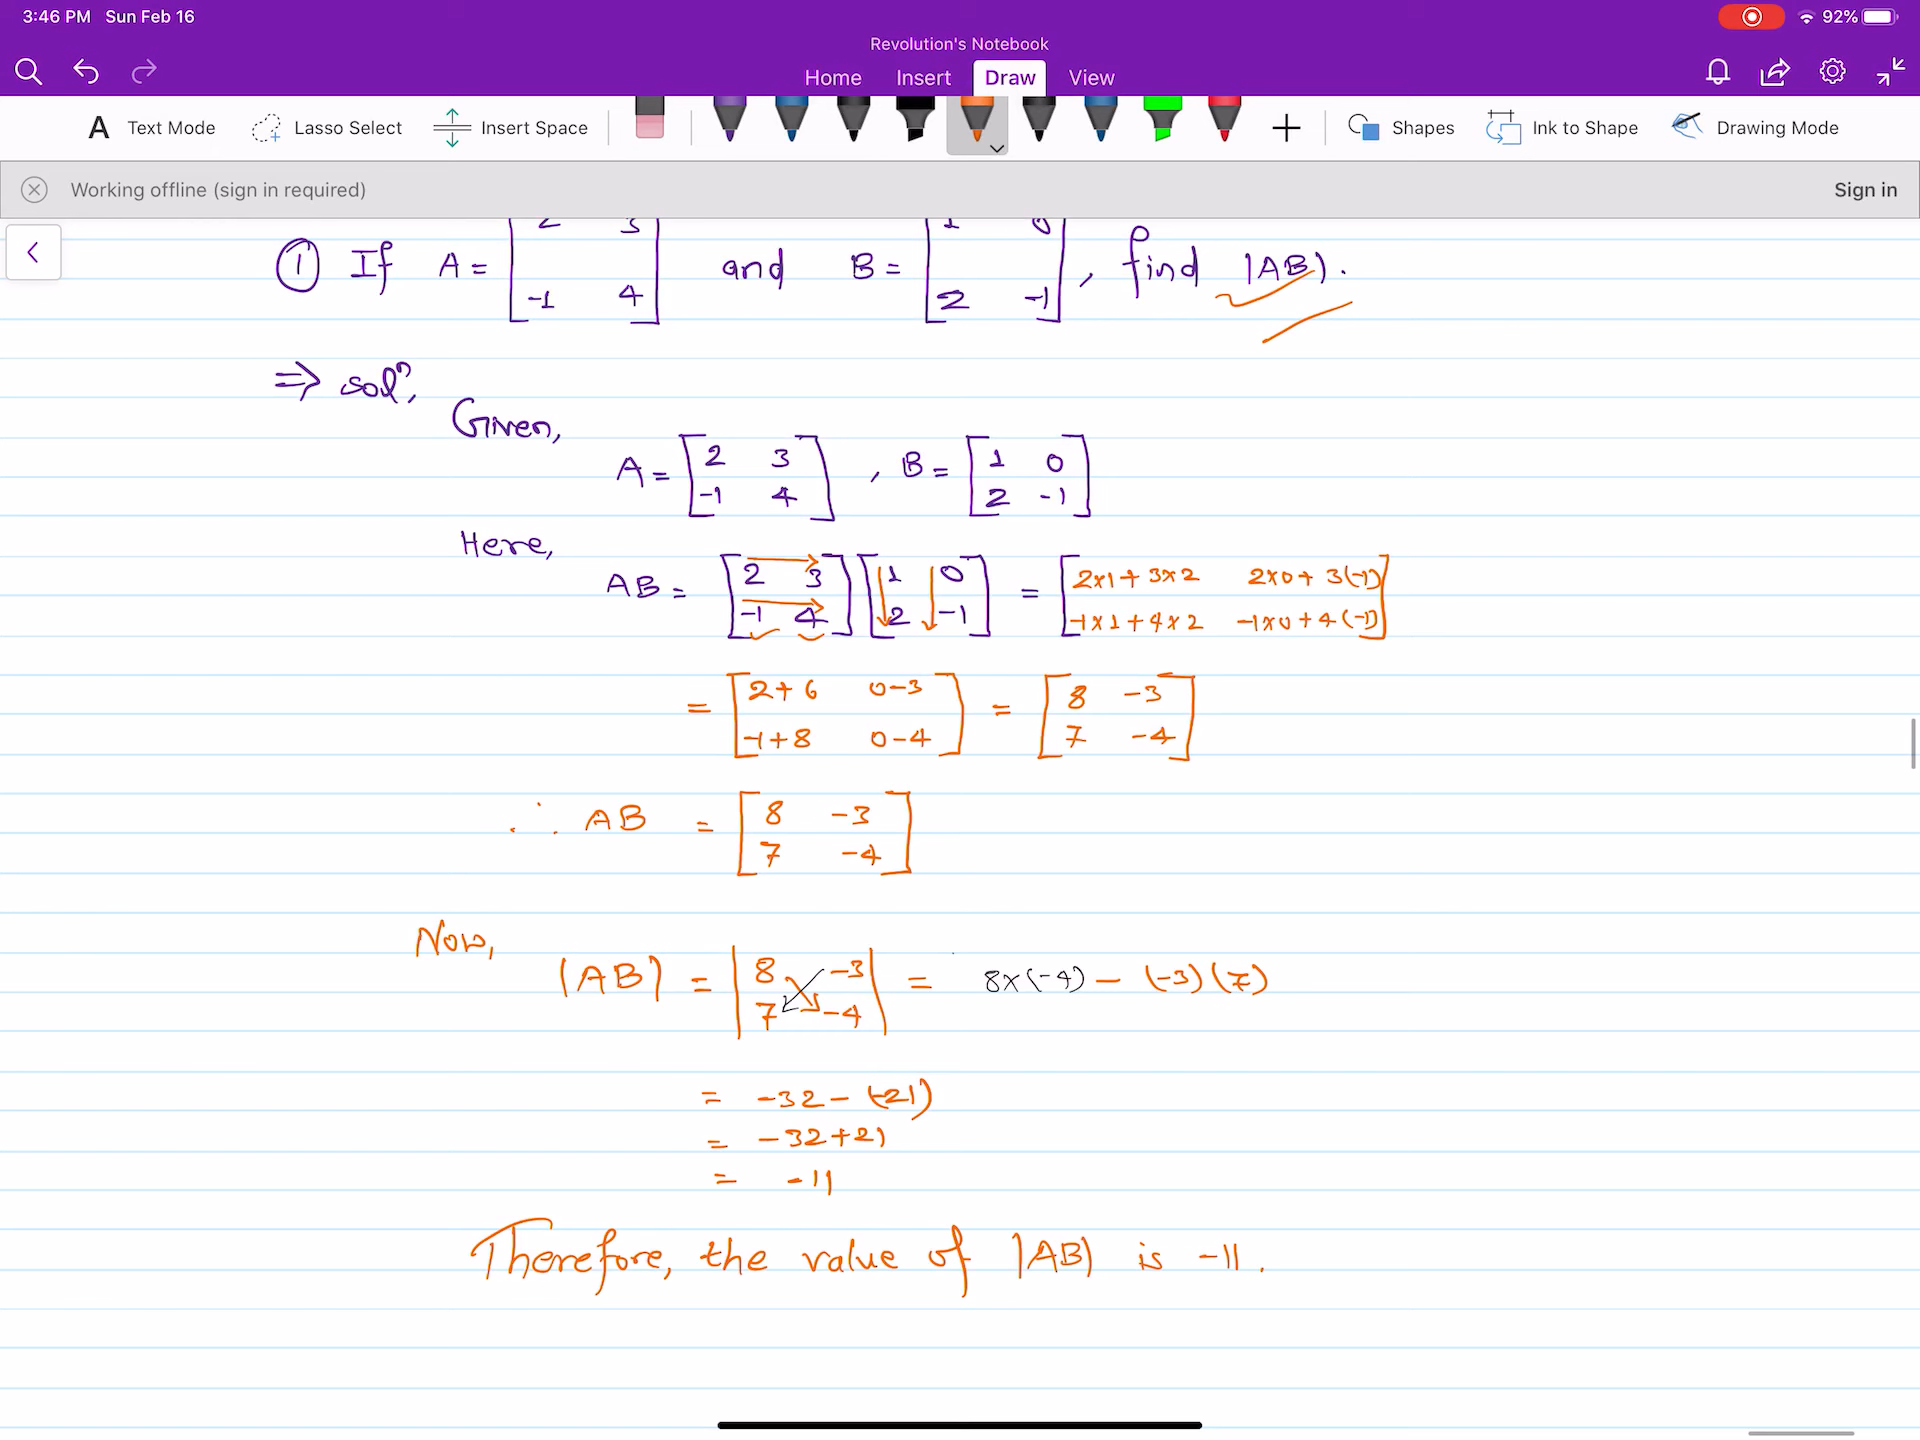 3:46 PM Sun Feb 16 92%
Revolution's Notebook
Home Insert Draw View
A Text Mode Lasso Select Insert Space Shapes Ink to Shape Drawing Mode
Working offline (sign in required) Sign in
① If A = [2 3 and B = [1 0 , find |AB|.
-1 4] 2 -1]
⇒ solⁿ,
Given,
A = [2 3 , B = [1 0
-1 4] 2 -1]
Here,
AB = [2 3 [1 0 = [2×1+3×2 2×0+3(-1)
-1 4] 2 -1] -1×1+4×2 -1×0+4(-1)]
= [2+6 0-3 = [8 -3
-1+8 0-4] 7 -4]
∴ AB = [8 -3
7 -4]
Now,
|AB| = |8 -3 = 8×(-4) - (-3)(7)
7 -4|
= -32-(-21)
= -32+21
= -11
Therefore, the value of |AB| is -11.